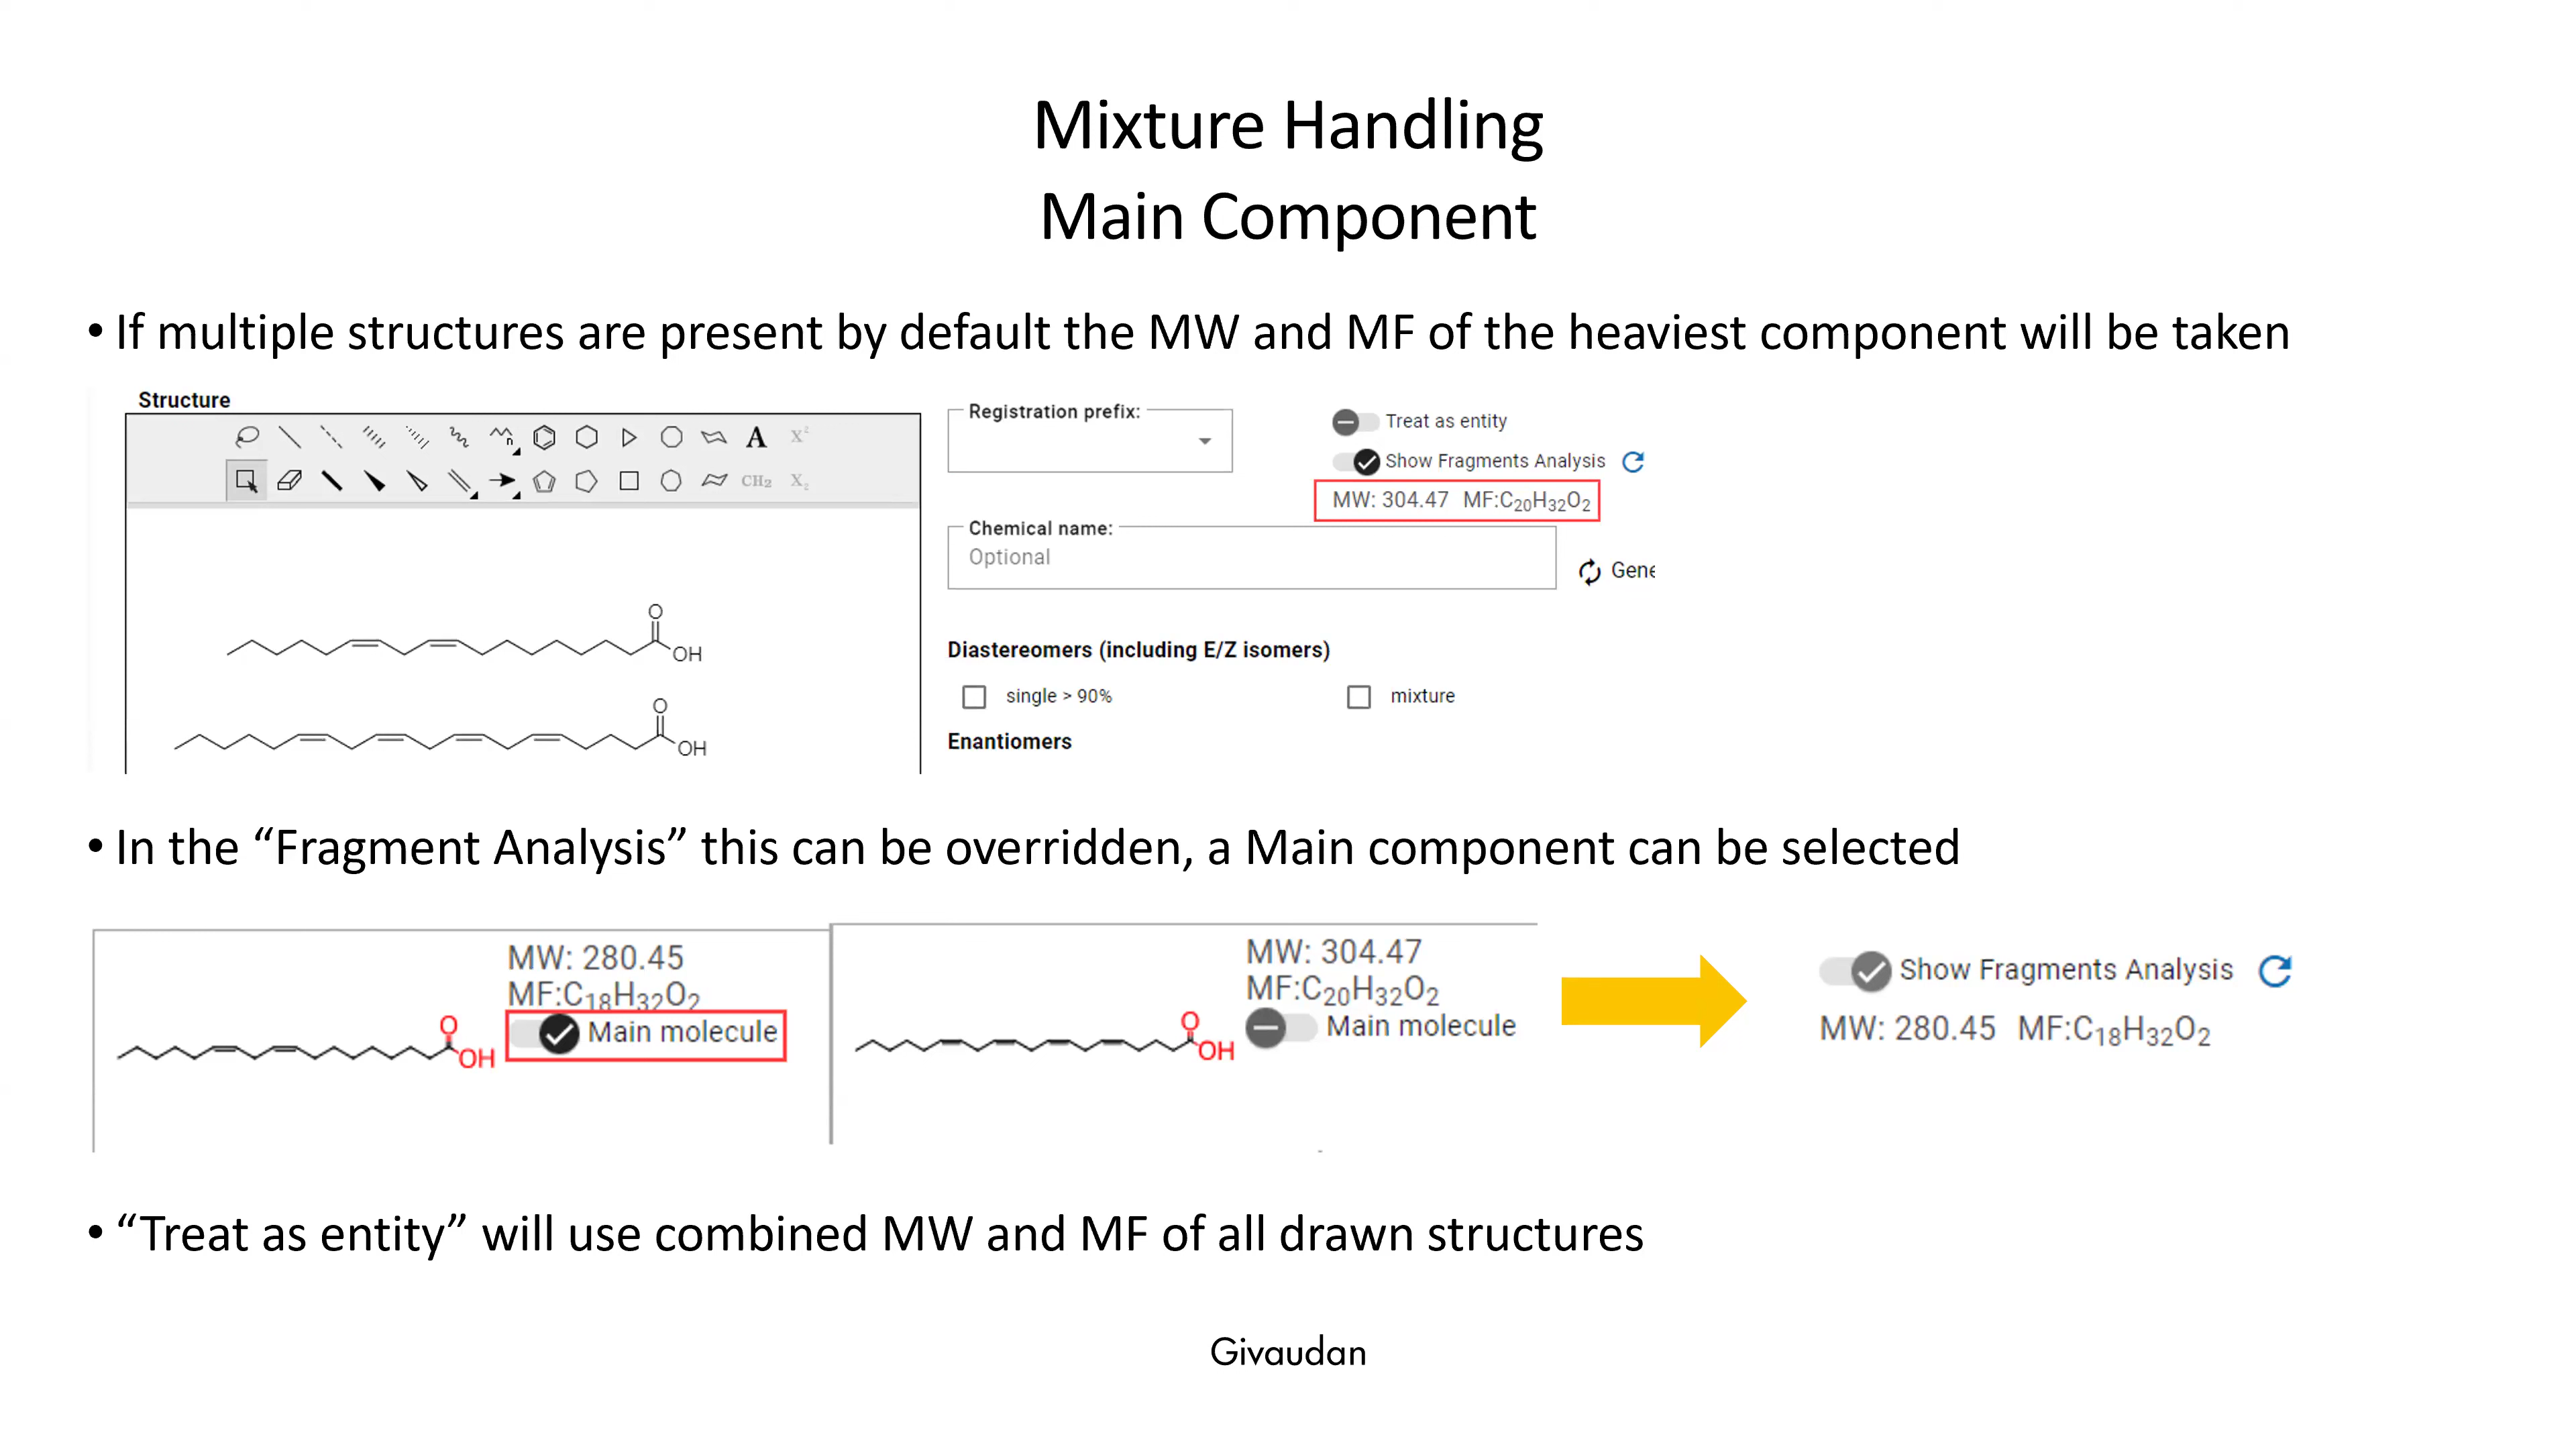 Mixture Handling
Main Component
• If multiple structures are present by default the MW and MF of the heaviest component will be taken
Structure
n
A
X²
CH₂
X₂
O
OH
O
OH
Registration prefix:
Treat as entity
Show Fragments Analysis
MW: 304.47 MF:C₂₀H₃₂O₂
Chemical name:
Optional
Gene
Diastereomers (including E/Z isomers)
single > 90%
mixture
Enantiomers
• In the “Fragment Analysis” this can be overridden, a Main component can be selected
MW: 280.45
MF:C₁₈H₃₂O₂
Main molecule
O
OH
MW: 304.47
MF:C₂₀H₃₂O₂
Main molecule
O
OH
Show Fragments Analysis
MW: 280.45 MF:C₁₈H₃₂O₂
• “Treat as entity” will use combined MW and MF of all drawn structures
Givaudan